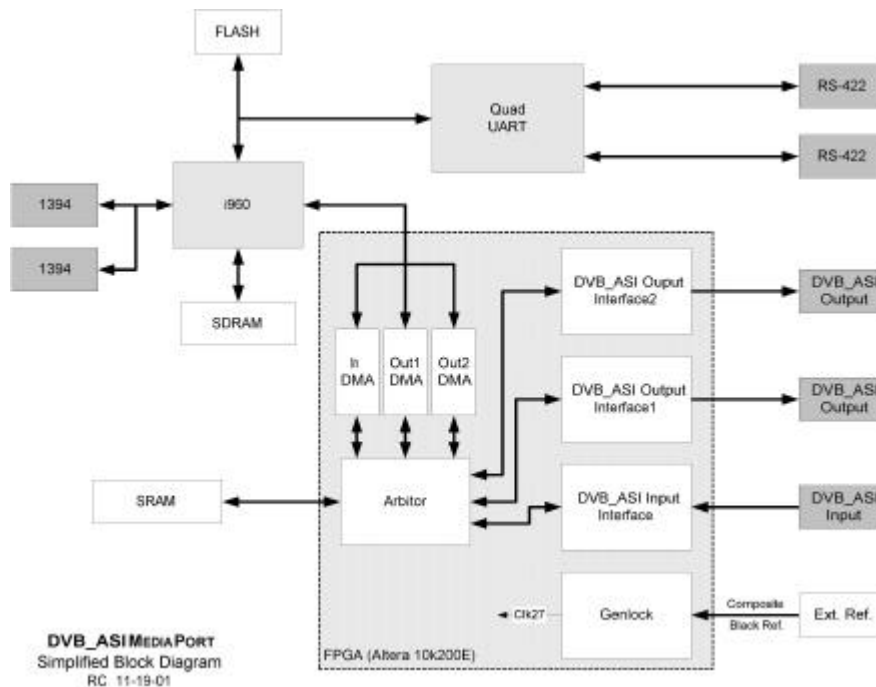 FLASH
Quad
UART
RS-422
RS-422
1394
i960
1394
SDRAM
DVB_ASI Ouput
Interface2
DVB_ASI
Output
In
DMA
Out1
DMA
Out2
DMA
DVB_ASI Output
Interface1
DVB_ASI
Output
SRAM
Arbitor
DVB_ASI Input
Interface
DVB_ASI
Input
Clk27
Genlock
Composite
Black Ref.
Ext. Ref.
FPGA (Altera 10k200E)
DVB_ASI MEDIAPORT
Simplified Block Diagram
RC 11-19-01